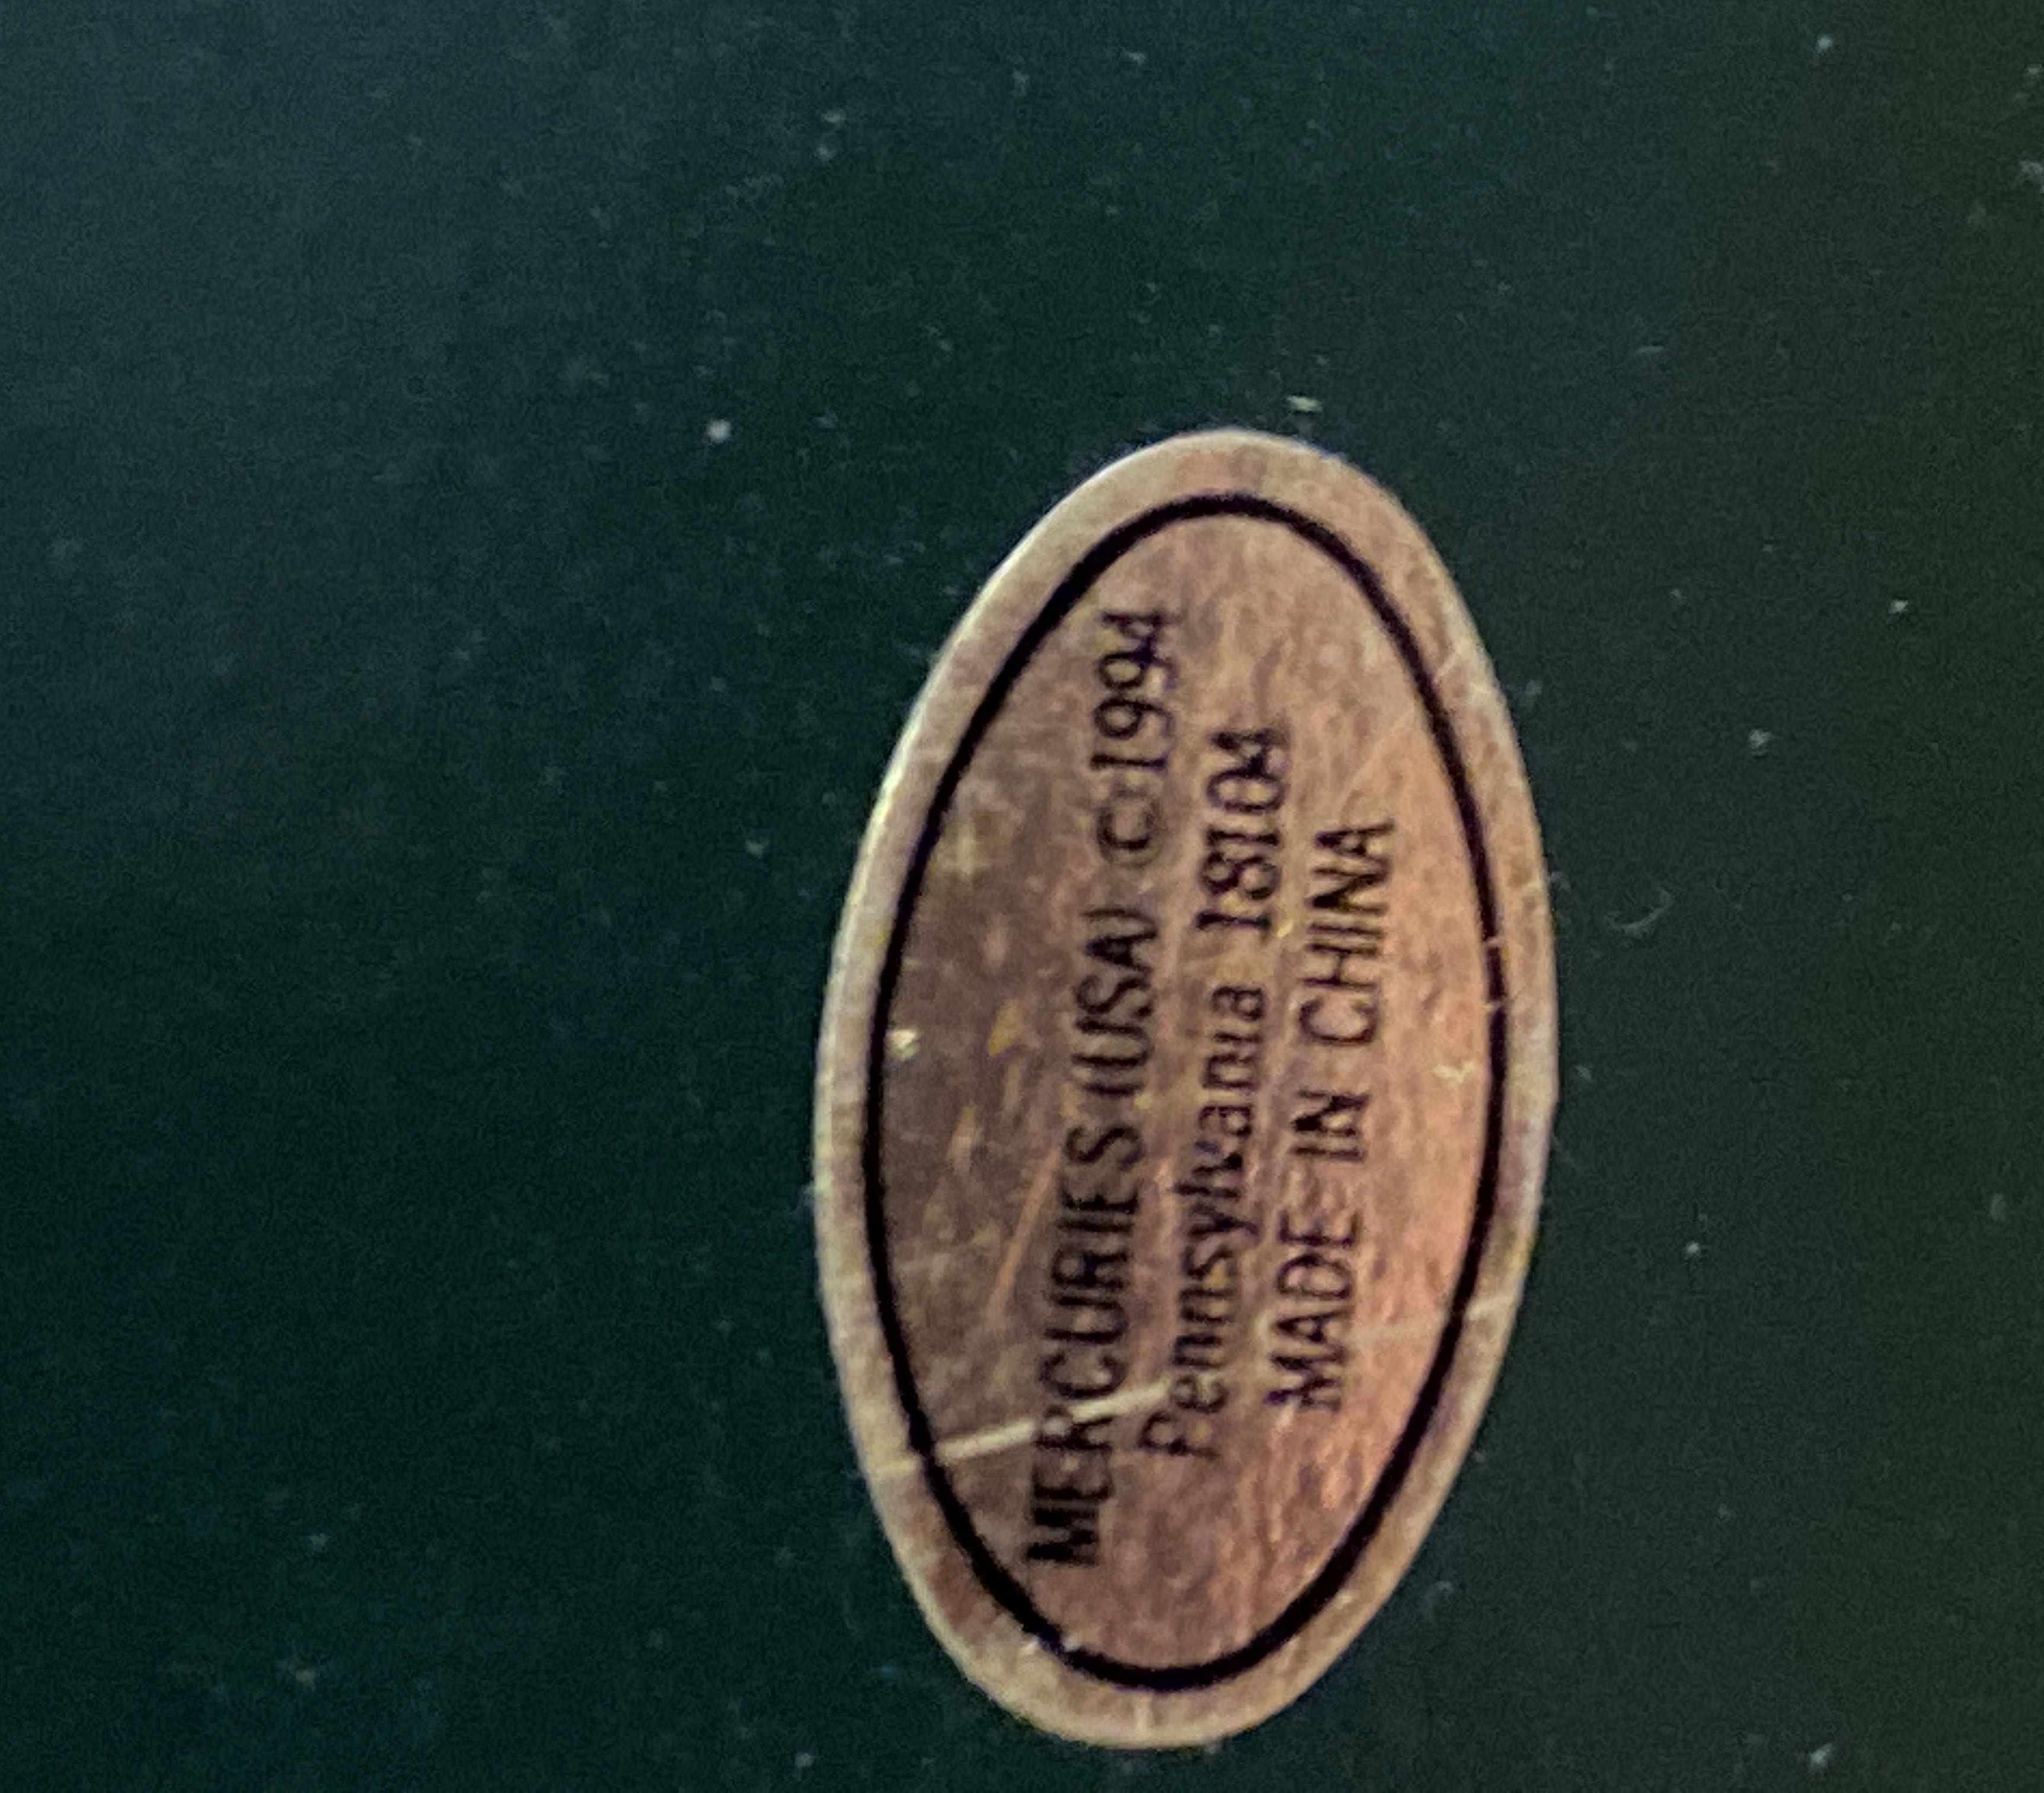 MERCURIES (USA) ©1994
Pennsylvania 18104
MADE IN CHINA